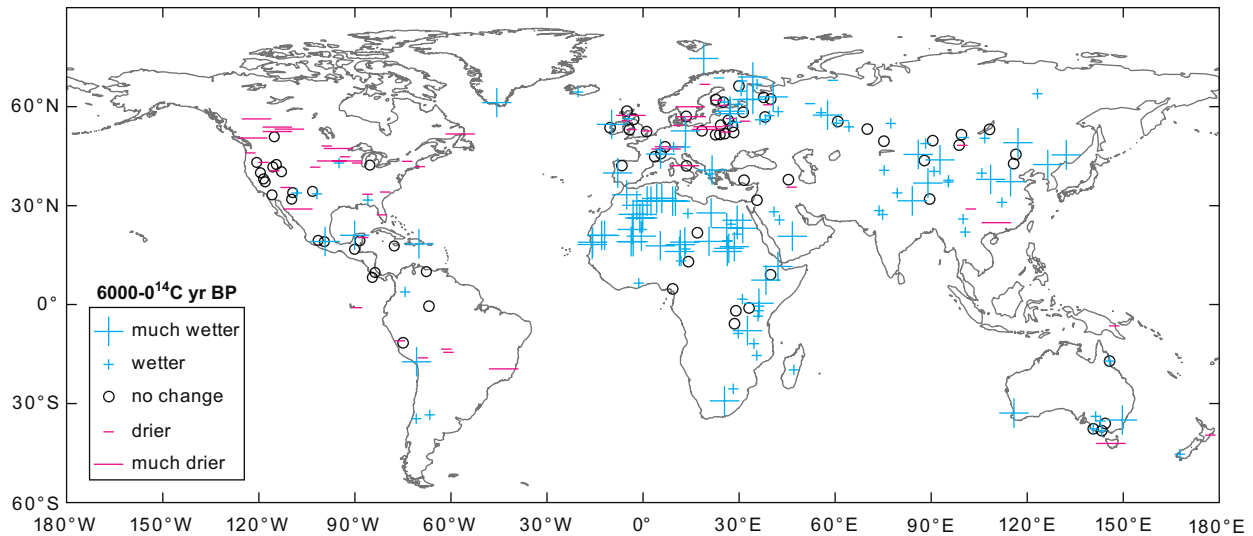 60°N
30°N
0°
30°S
60°S
6000-0¹⁴C yr BP
much wetter
wetter
no change
drier
much drier
180°W 150°W 120°W 90°W 60°W 30°W 0° 30°E 60°E 90°E 120°E 150°E 180°E